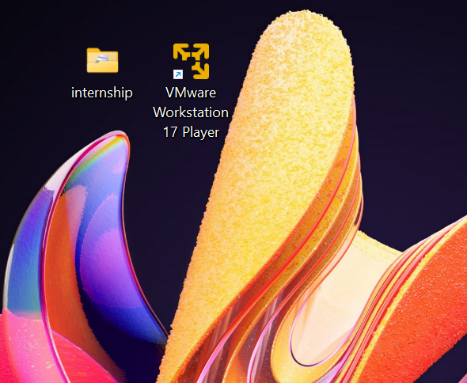 internship
VMware
Workstation
17 Player